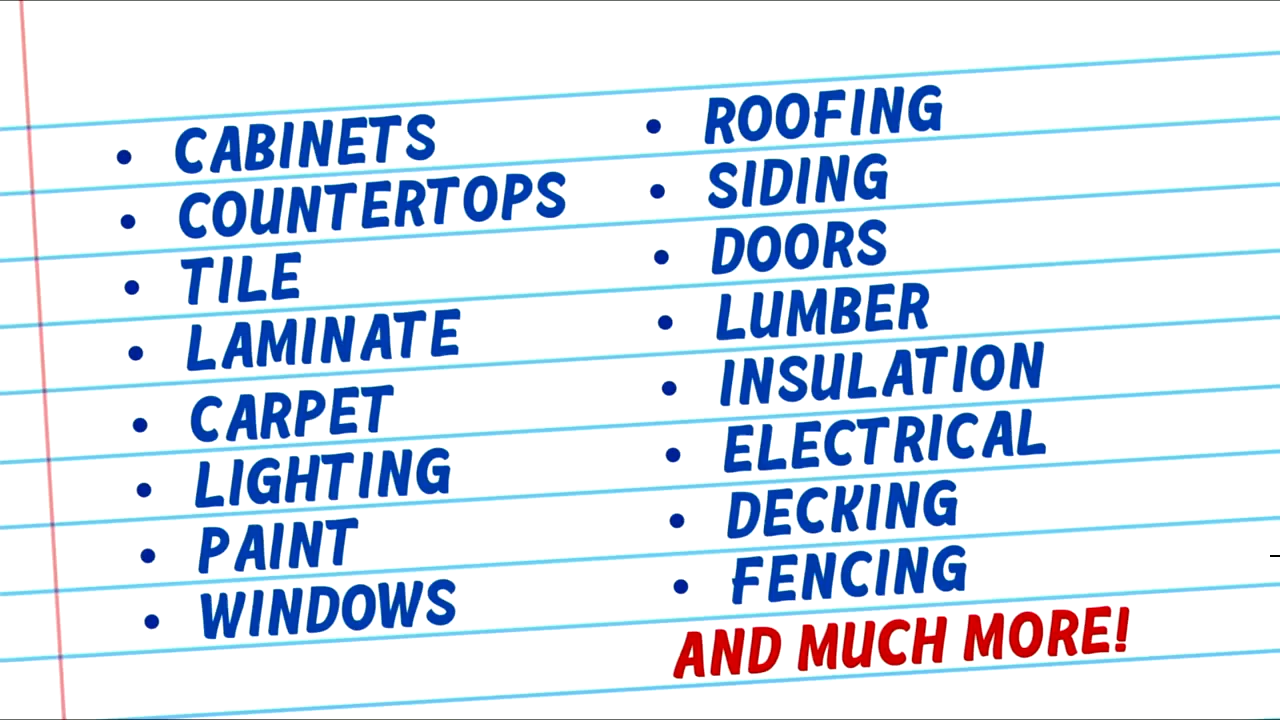 • CABINETS
• COUNTERTOPS
• TILE
• LAMINATE
• CARPET
• LIGHTING
• PAINT
• WINDOWS
• ROOFING
• SIDING
• DOORS
• LUMBER
• INSULATION
• ELECTRICAL
• DECKING
• FENCING
AND MUCH MORE!